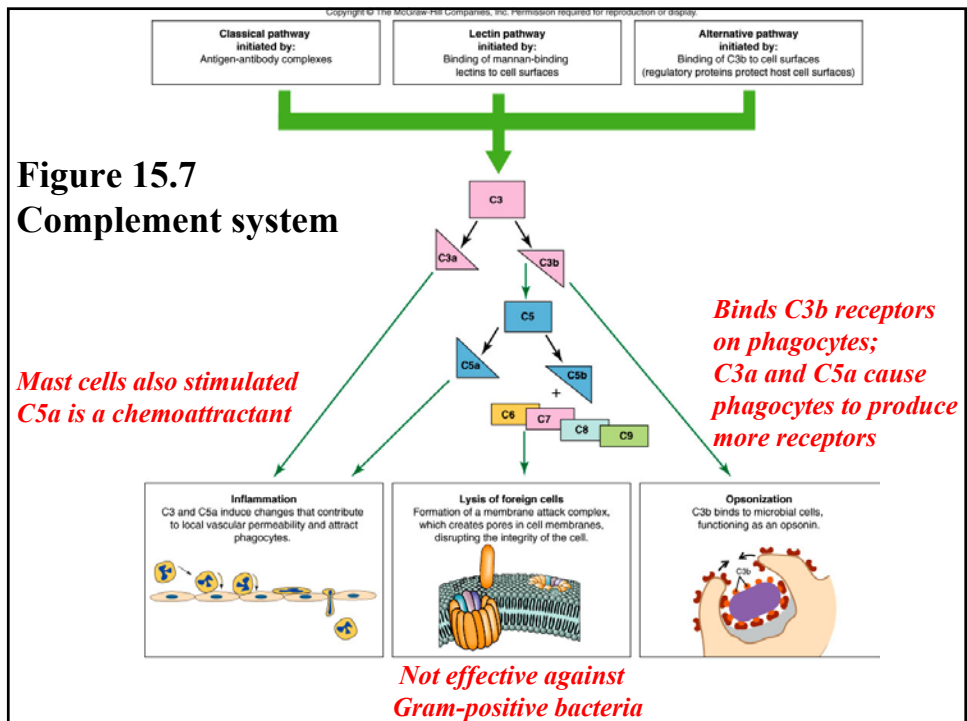 Copyright © The McGraw-Hill Companies, Inc. Permission required for reproduction or display.
Classical pathway
initiated by:
Antigen-antibody complexes
Lectin pathway
initiated by:
Binding of mannan-binding
lectins to cell surfaces
Alternative pathway
initiated by:
Binding of C3b to cell surfaces
(regulatory proteins protect host cell surfaces)
Figure 15.7
Complement system
C3
C3a
C3b
C5
C5a
C5b
+
C6
C7
C8
C9
Mast cells also stimulated
C5a is a chemoattractant
Binds C3b receptors
on phagocytes;
C3a and C5a cause
phagocytes to produce
more receptors
Inflammation
C3 and C5a induce changes that contribute
to local vascular permeability and attract
phagocytes.
Lysis of foreign cells
Formation of a membrane attack complex,
which creates pores in cell membranes,
disrupting the integrity of the cell.
Opsonization
C3b binds to microbial cells,
functioning as an opsonin.
C3b
Not effective against
Gram-positive bacteria